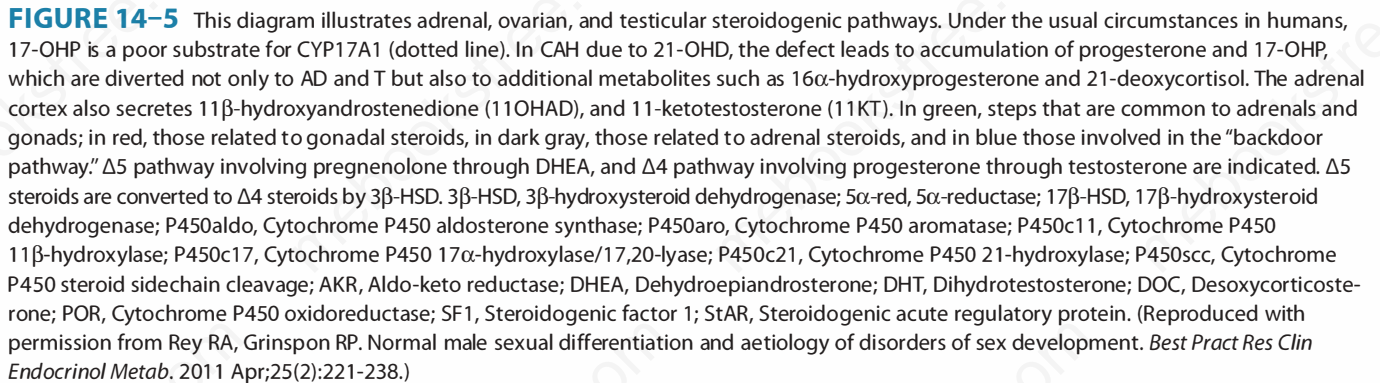 FIGURE 14–5 This diagram illustrates adrenal, ovarian, and testicular steroidogenic pathways. Under the usual circumstances in humans,
17-OHP is a poor substrate for CYP17A1 (dotted line). In CAH due to 21-OHD, the defect leads to accumulation of progesterone and 17-OHP,
which are diverted not only to AD and T but also to additional metabolites such as 16α-hydroxyprogesterone and 21-deoxycortisol. The adrenal
cortex also secretes 11β-hydroxyandrostenedione (11OHAD), and 11-ketotestosterone (11KT). In green, steps that are common to adrenals and
gonads; in red, those related to gonadal steroids, in dark gray, those related to adrenal steroids, and in blue those involved in the “backdoor
pathway.” Δ5 pathway involving pregnenolone through DHEA, and Δ4 pathway involving progesterone through testosterone are indicated. Δ5
steroids are converted to Δ4 steroids by 3β-HSD. 3β-HSD, 3β-hydroxysteroid dehydrogenase; 5α-red, 5α-reductase; 17β-HSD, 17β-hydroxysteroid
dehydrogenase; P450aldo, Cytochrome P450 aldosterone synthase; P450aro, Cytochrome P450 aromatase; P450c11, Cytochrome P450
11β-hydroxylase; P450c17, Cytochrome P450 17α-hydroxylase/17,20-lyase; P450c21, Cytochrome P450 21-hydroxylase; P450scc, Cytochrome
P450 steroid sidechain cleavage; AKR, Aldo-keto reductase; DHEA, Dehydroepiandrosterone; DHT, Dihydrotestosterone; DOC, Desoxycorticoste-
rone; POR, Cytochrome P450 oxidoreductase; SF1, Steroidogenic factor 1; StAR, Steroidogenic acute regulatory protein. (Reproduced with
permission from Rey RA, Grinspon RP. Normal male sexual differentiation and aetiology of disorders of sex development. Best Pract Res Clin
Endocrinol Metab. 2011 Apr;25(2):221-238.)